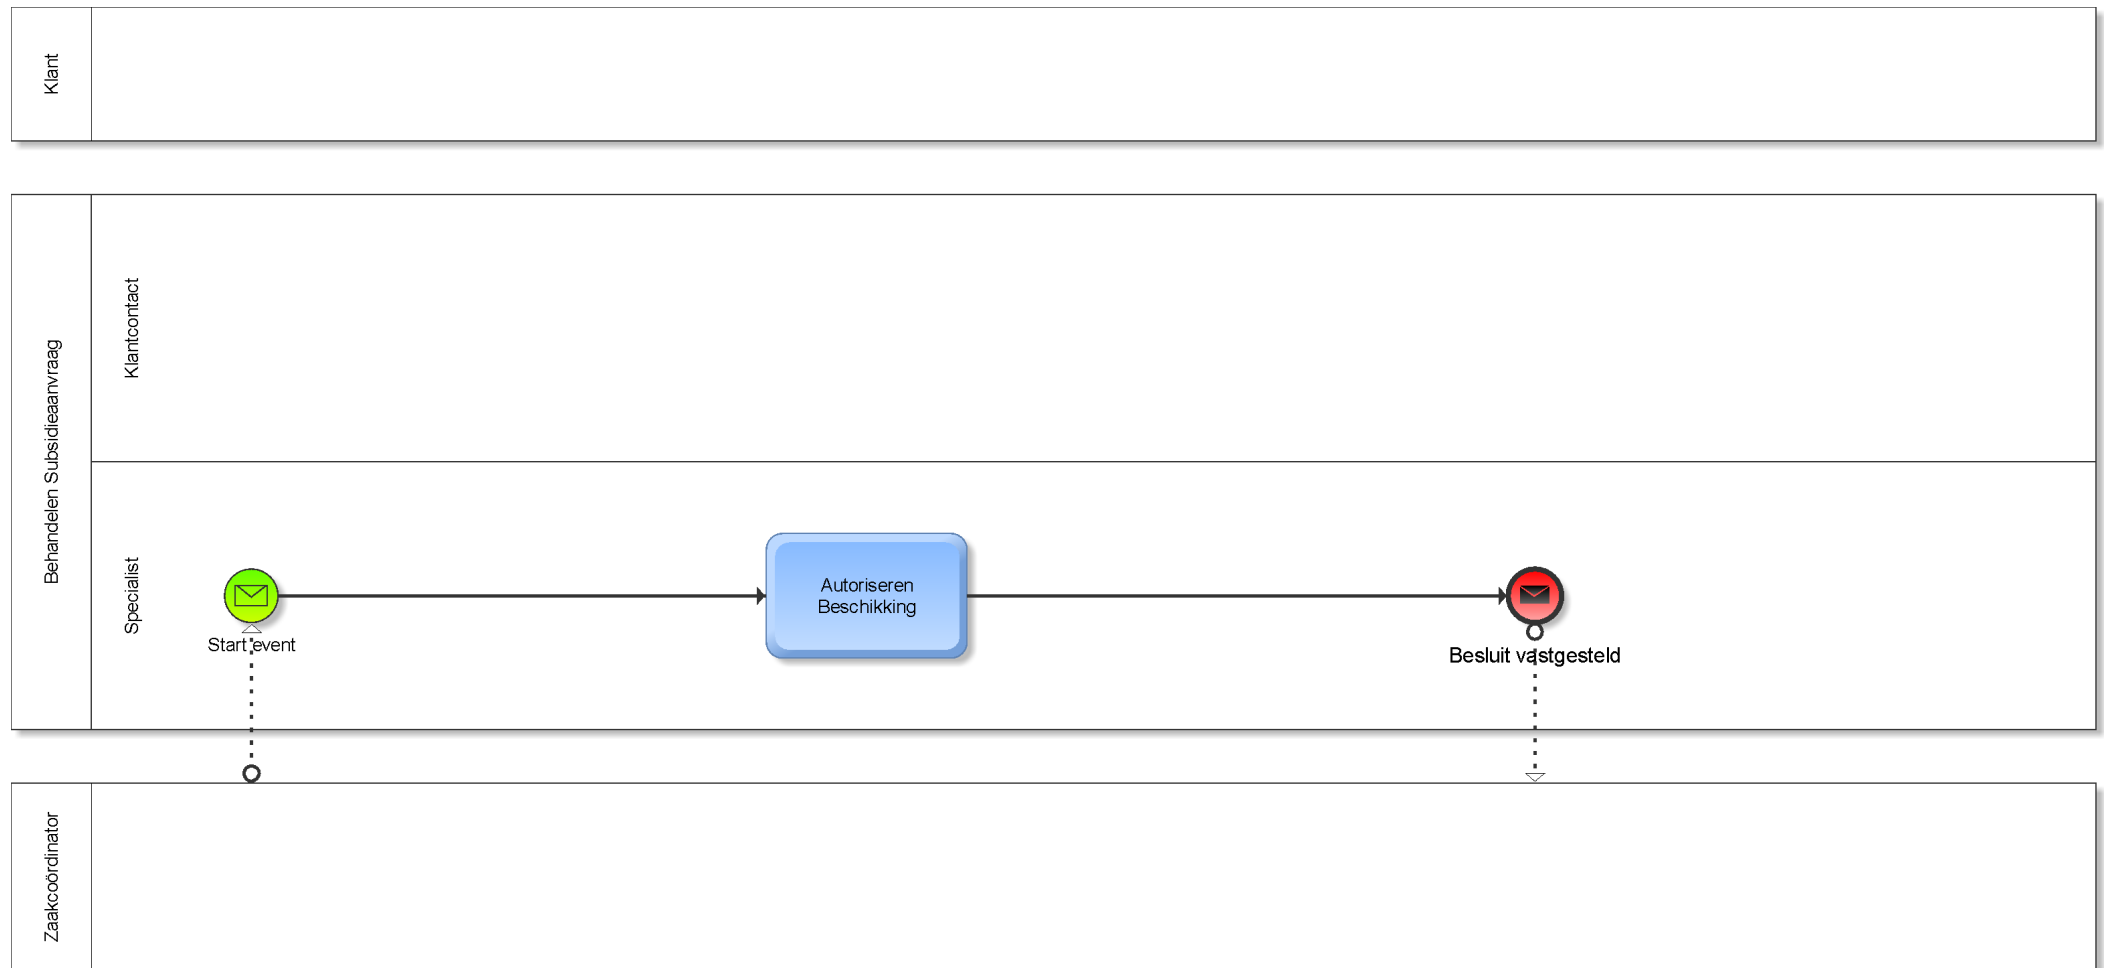 Klant
Behandelen Subsidieaanvraag
Klantcontact
Specialist
Start event
Autoriseren
Beschikking
Besluit vastgesteld
Zaakcoördinator